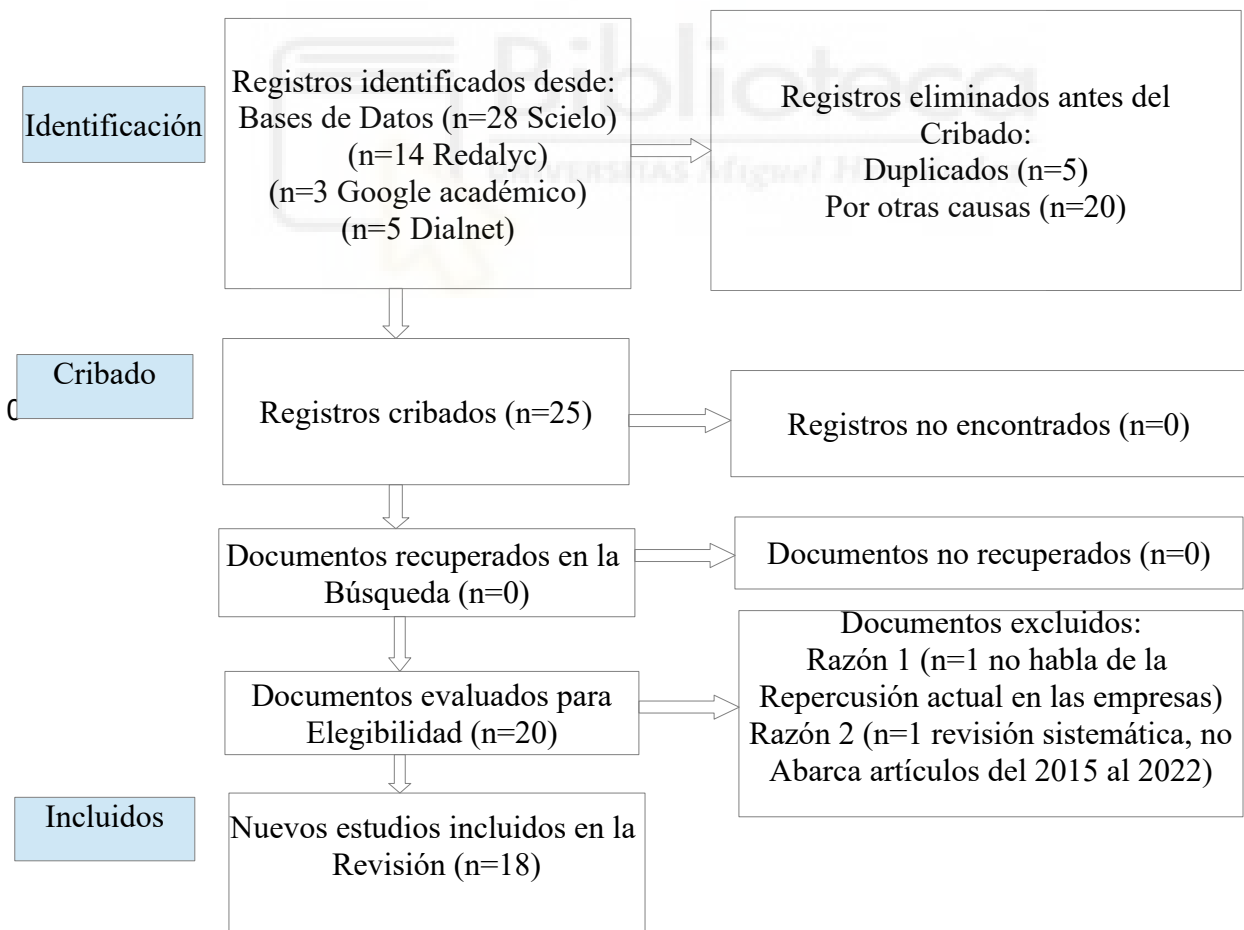 Biblioteca
UNIVERSITAS Miguel
Identificación
Registros identificados desde:
Bases de Datos (n=28 Scielo)
(n=14 Redalyc)
(n=3 Google académico)
(n=5 Dialnet)
Registros eliminados antes del
Cribado:
Duplicados (n=5)
Por otras causas (n=20)
Cribado
Registros cribados (n=25)
Registros no encontrados (n=0)
Documentos recuperados en la
Búsqueda (n=0)
Documentos no recuperados (n=0)
Documentos evaluados para
Elegibilidad (n=20)
Documentos excluidos:
Razón 1 (n=1 no habla de la
Repercusión actual en las empresas)
Razón 2 (n=1 revisión sistemática, no
Abarca artículos del 2015 al 2022)
Incluidos
Nuevos estudios incluidos en la
Revisión (n=18)